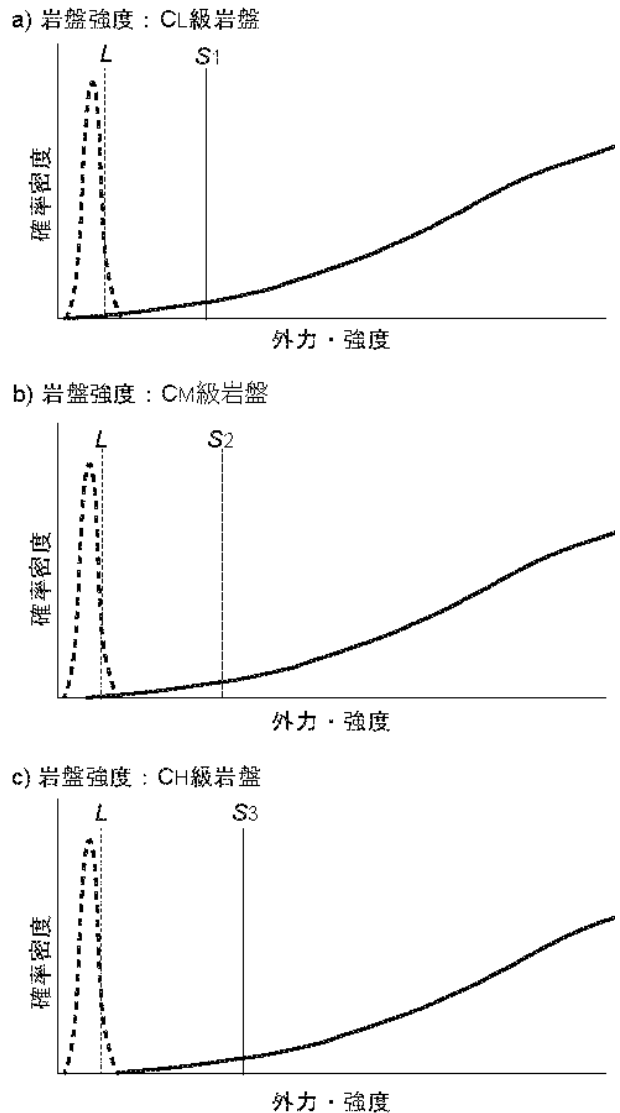 a) 岩盤強度：CL級岩盤
L
S1
確率密度
外力・強度
b) 岩盤強度：CM級岩盤
L
S2
確率密度
外力・強度
c) 岩盤強度：CH級岩盤
L
S3
確率密度
外力・強度